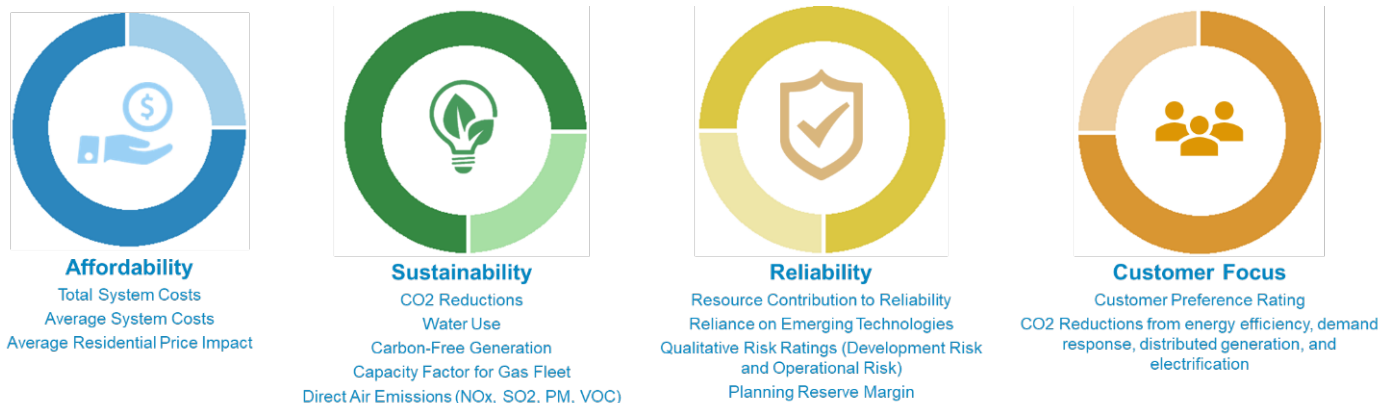 $
Affordability
Total System Costs
Average System Costs
Average Residential Price Impact
Sustainability
CO2 Reductions
Water Use
Carbon-Free Generation
Capacity Factor for Gas Fleet
Direct Air Emissions (NOx, SO2, PM, VOC)
Reliability
Resource Contribution to Reliability
Reliance on Emerging Technologies
Qualitative Risk Ratings (Development Risk
and Operational Risk)
Planning Reserve Margin
Customer Focus
Customer Preference Rating
CO2 Reductions from energy efficiency, demand
response, distributed generation, and
electrification